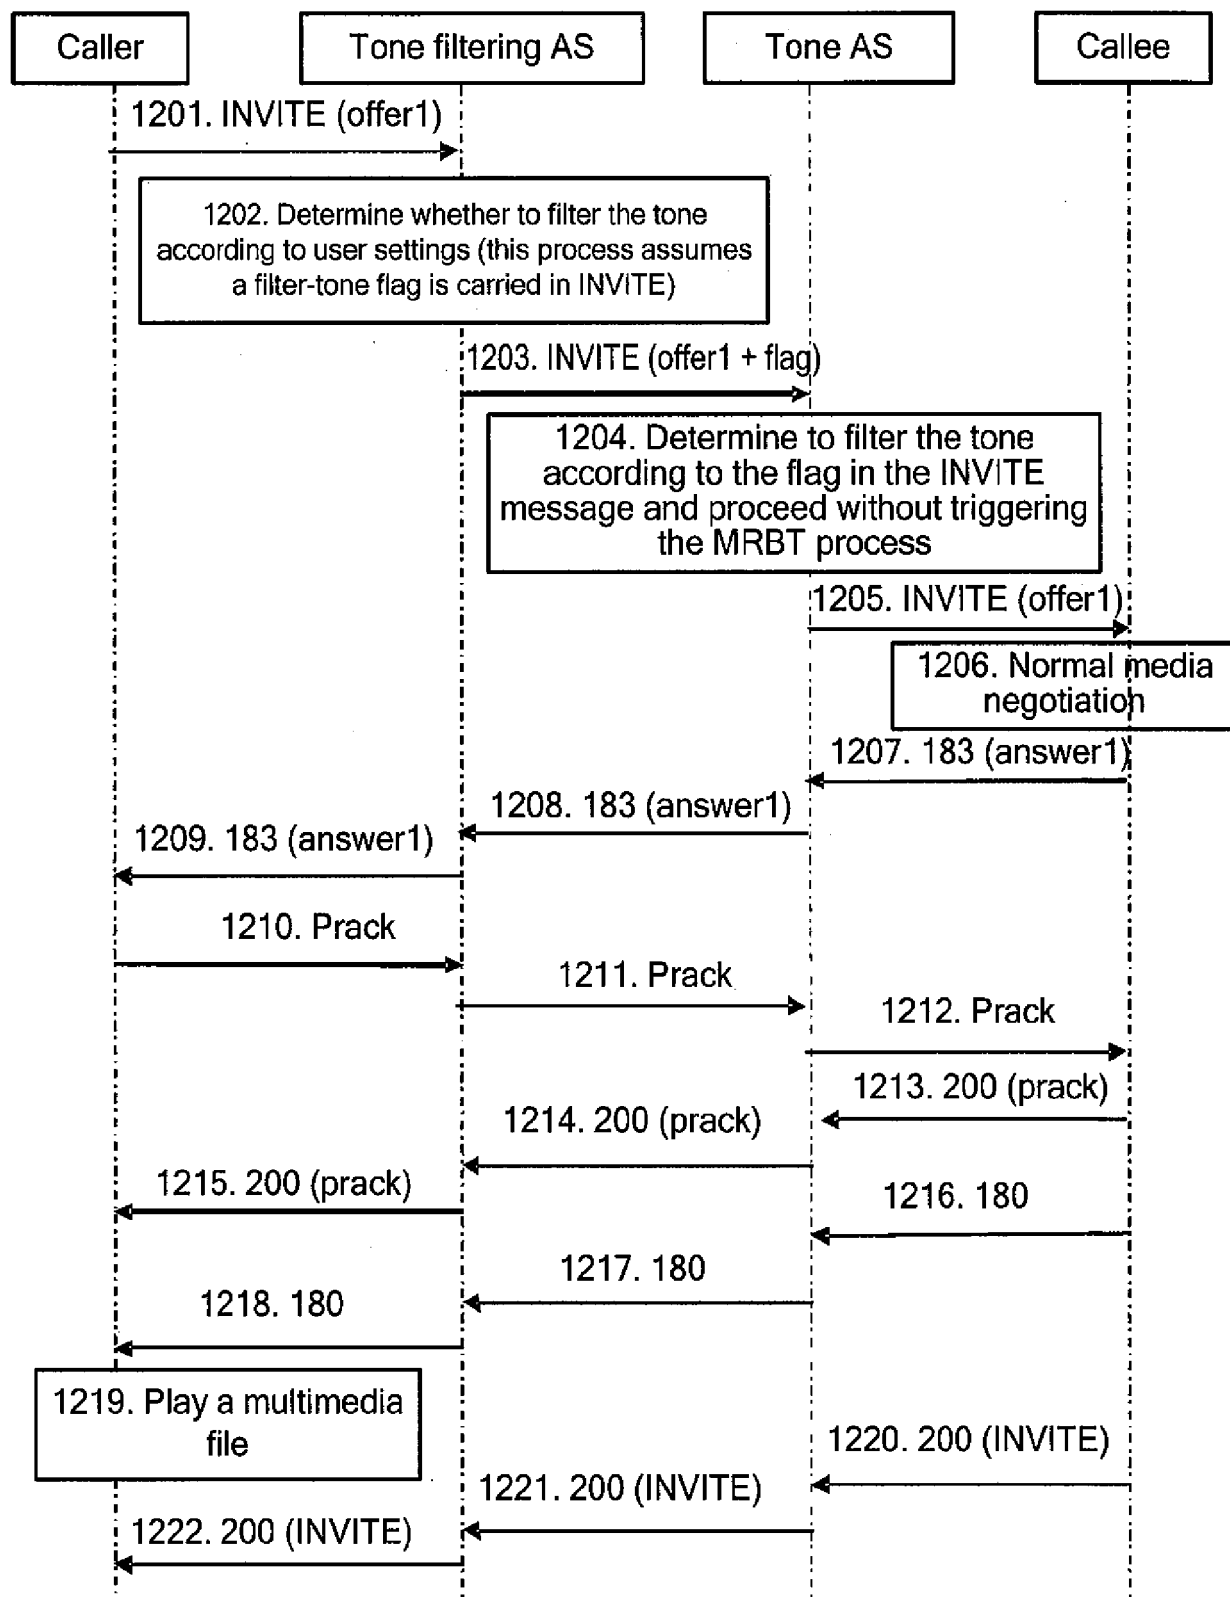 Caller
Tone filtering AS
Tone AS
Callee
1201. INVITE (offer1)
1202. Determine whether to filter the tone
according to user settings (this process assumes
a filter-tone flag is carried in INVITE)
1203. INVITE (offer1 + flag)
1204. Determine to filter the tone
according to the flag in the INVITE
message and proceed without triggering
the MRBT process
1205. INVITE (offer1)
1206. Normal media
negotiation
1207. 183 (answer1)
1208. 183 (answer1)
1209. 183 (answer1)
1210. Prack
1211. Prack
1212. Prack
1213. 200 (prack)
1214. 200 (prack)
1215. 200 (prack)
1216. 180
1217. 180
1218. 180
1219. Play a multimedia
file
1220. 200 (INVITE)
1221. 200 (INVITE)
1222. 200 (INVITE)